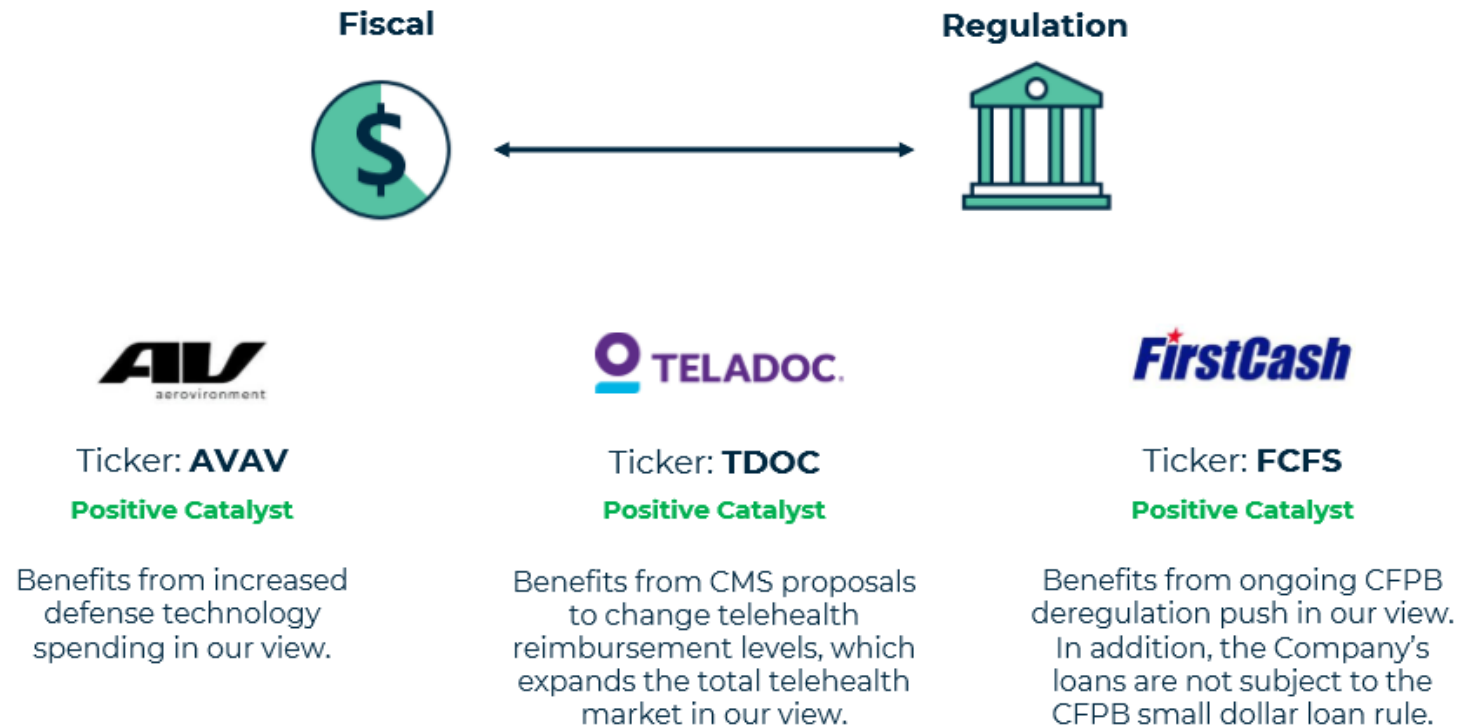 Fiscal
Regulation
$
AV
aerovironment
TELADOC.
FirstCash
Ticker: AVAV
Ticker: TDOC
Ticker: FCFS
Positive Catalyst
Positive Catalyst
Positive Catalyst
Benefits from increased
defense technology
spending in our view.
Benefits from CMS proposals
to change telehealth
reimbursement levels, which
expands the total telehealth
market in our view.
Benefits from ongoing CFPB
deregulation push in our view.
In addition, the Company’s
loans are not subject to the
CFPB small dollar loan rule.